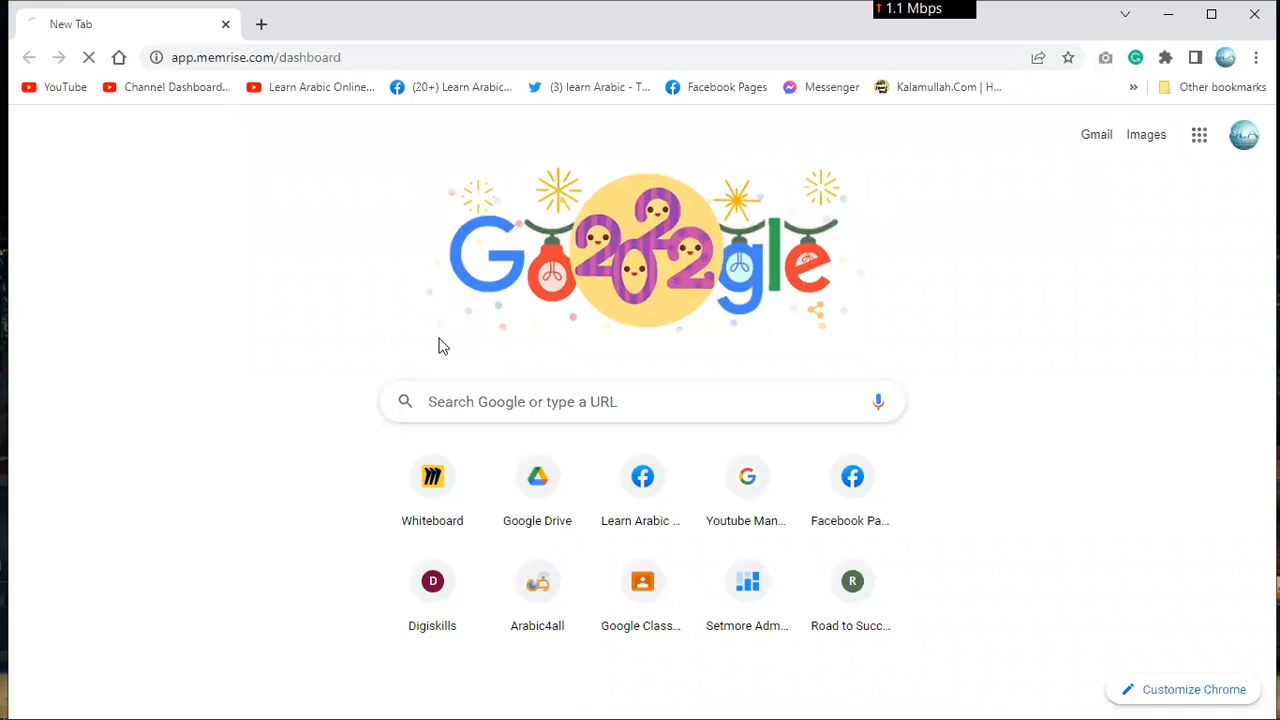 1.1 Mbps
New Tab
app.memrise.com/dashboard
YouTube Channel Dashboard... Learn Arabic Online... (20+) Learn Arabic... (3) learn Arabic - T... Facebook Pages Messenger Kalamullah.Com | H... » Other bookmarks
Gmail Images
Go2022gle
Search Google or type a URL
Whiteboard Google Drive Learn Arabic ... Youtube Man... Facebook Pa...
D R
Digiskills Arabic4all Google Class... Setmore Adm... Road to Succ...
Customize Chrome